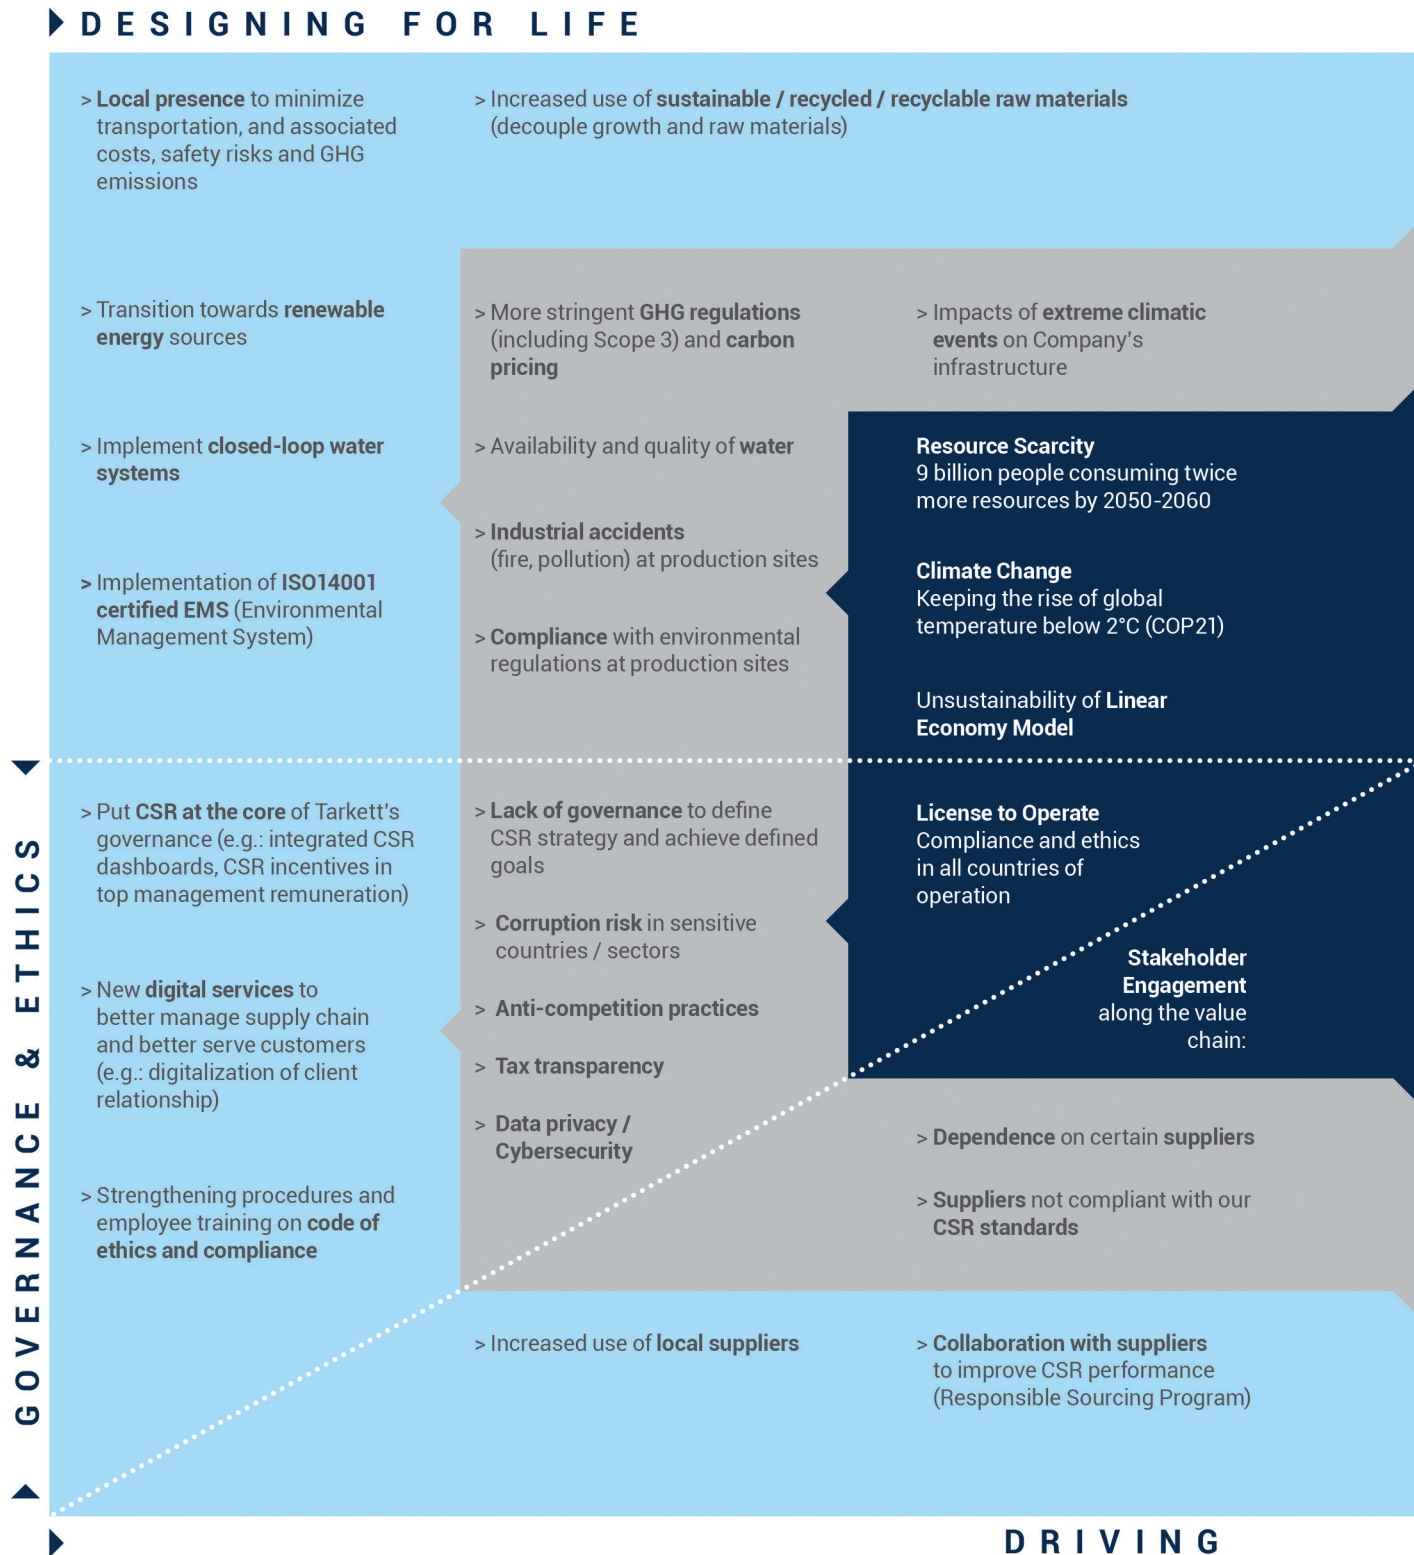 DESIGNING FOR LIFE
> Local presence to minimize
transportation, and associated
costs, safety risks and GHG
emissions
> Increased use of sustainable / recycled / recyclable raw materials
(decouple growth and raw materials)
> Transition towards renewable
energy sources
> More stringent GHG regulations
(including Scope 3) and carbon
pricing
> Impacts of extreme climatic
events on Company's
infrastructure
> Implement closed-loop water
systems
> Availability and quality of water
Resource Scarcity
9 billion people consuming twice
more resources by 2050-2060
> Industrial accidents
(fire, pollution) at production sites
> Implementation of ISO14001
certified EMS (Environmental
Management System)
Climate Change
Keeping the rise of global
temperature below 2°C (COP21)
> Compliance with environmental
regulations at production sites
Unsustainability of Linear
Economy Model
GOVERNANCE & ETHICS
> Put CSR at the core of Tarkett's
governance (e.g.: integrated CSR
dashboards, CSR incentives in
top management remuneration)
> Lack of governance to define
CSR strategy and achieve defined
goals
License to Operate
Compliance and ethics
in all countries of
operation
> Corruption risk in sensitive
countries / sectors
Stakeholder
Engagement
along the value
chain:
> New digital services to
better manage supply chain
and better serve customers
(e.g.: digitalization of client
relationship)
> Anti-competition practices
> Tax transparency
> Data privacy /
Cybersecurity
> Dependence on certain suppliers
> Strengthening procedures and
employee training on code of
ethics and compliance
> Suppliers not compliant with our
CSR standards
> Increased use of local suppliers
> Collaboration with suppliers
to improve CSR performance
(Responsible Sourcing Program)
DRIVING